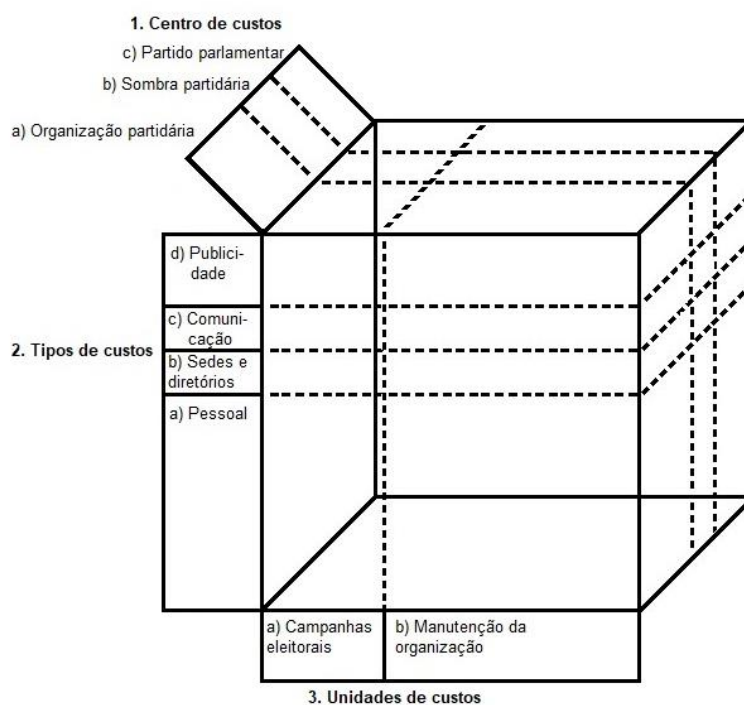 1. Centro de custos
c) Partido parlamentar
b) Sombra partidária
a) Organização partidária
d) Publici-
dade
c) Comuni-
cação
2. Tipos de custos
b) Sedes e
diretórios
a) Pessoal
a) Campanhas
eleitorais
b) Manutenção da
organização
3. Unidades de custos